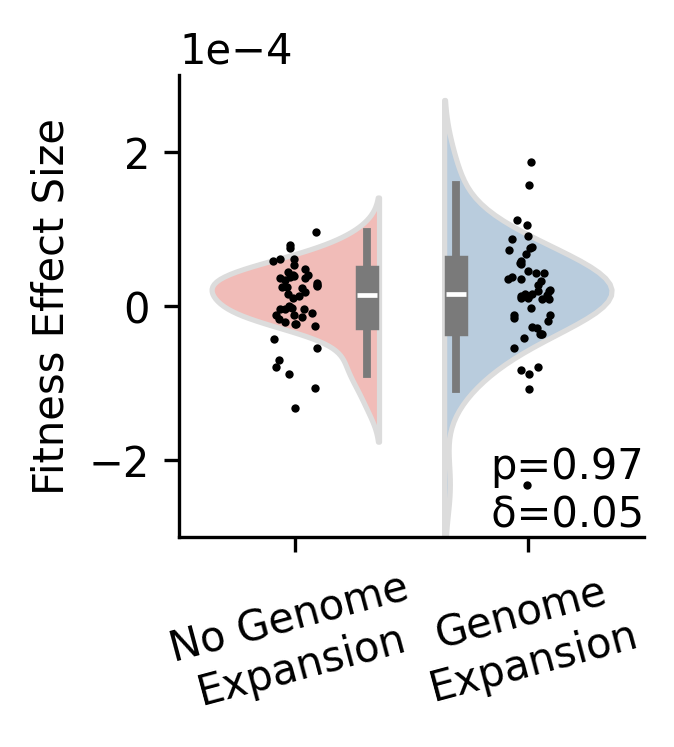 1e−4
Fitness Effect Size
2
0
−2
p=0.97
δ=0.05
No Genome
Expansion
Genome
Expansion